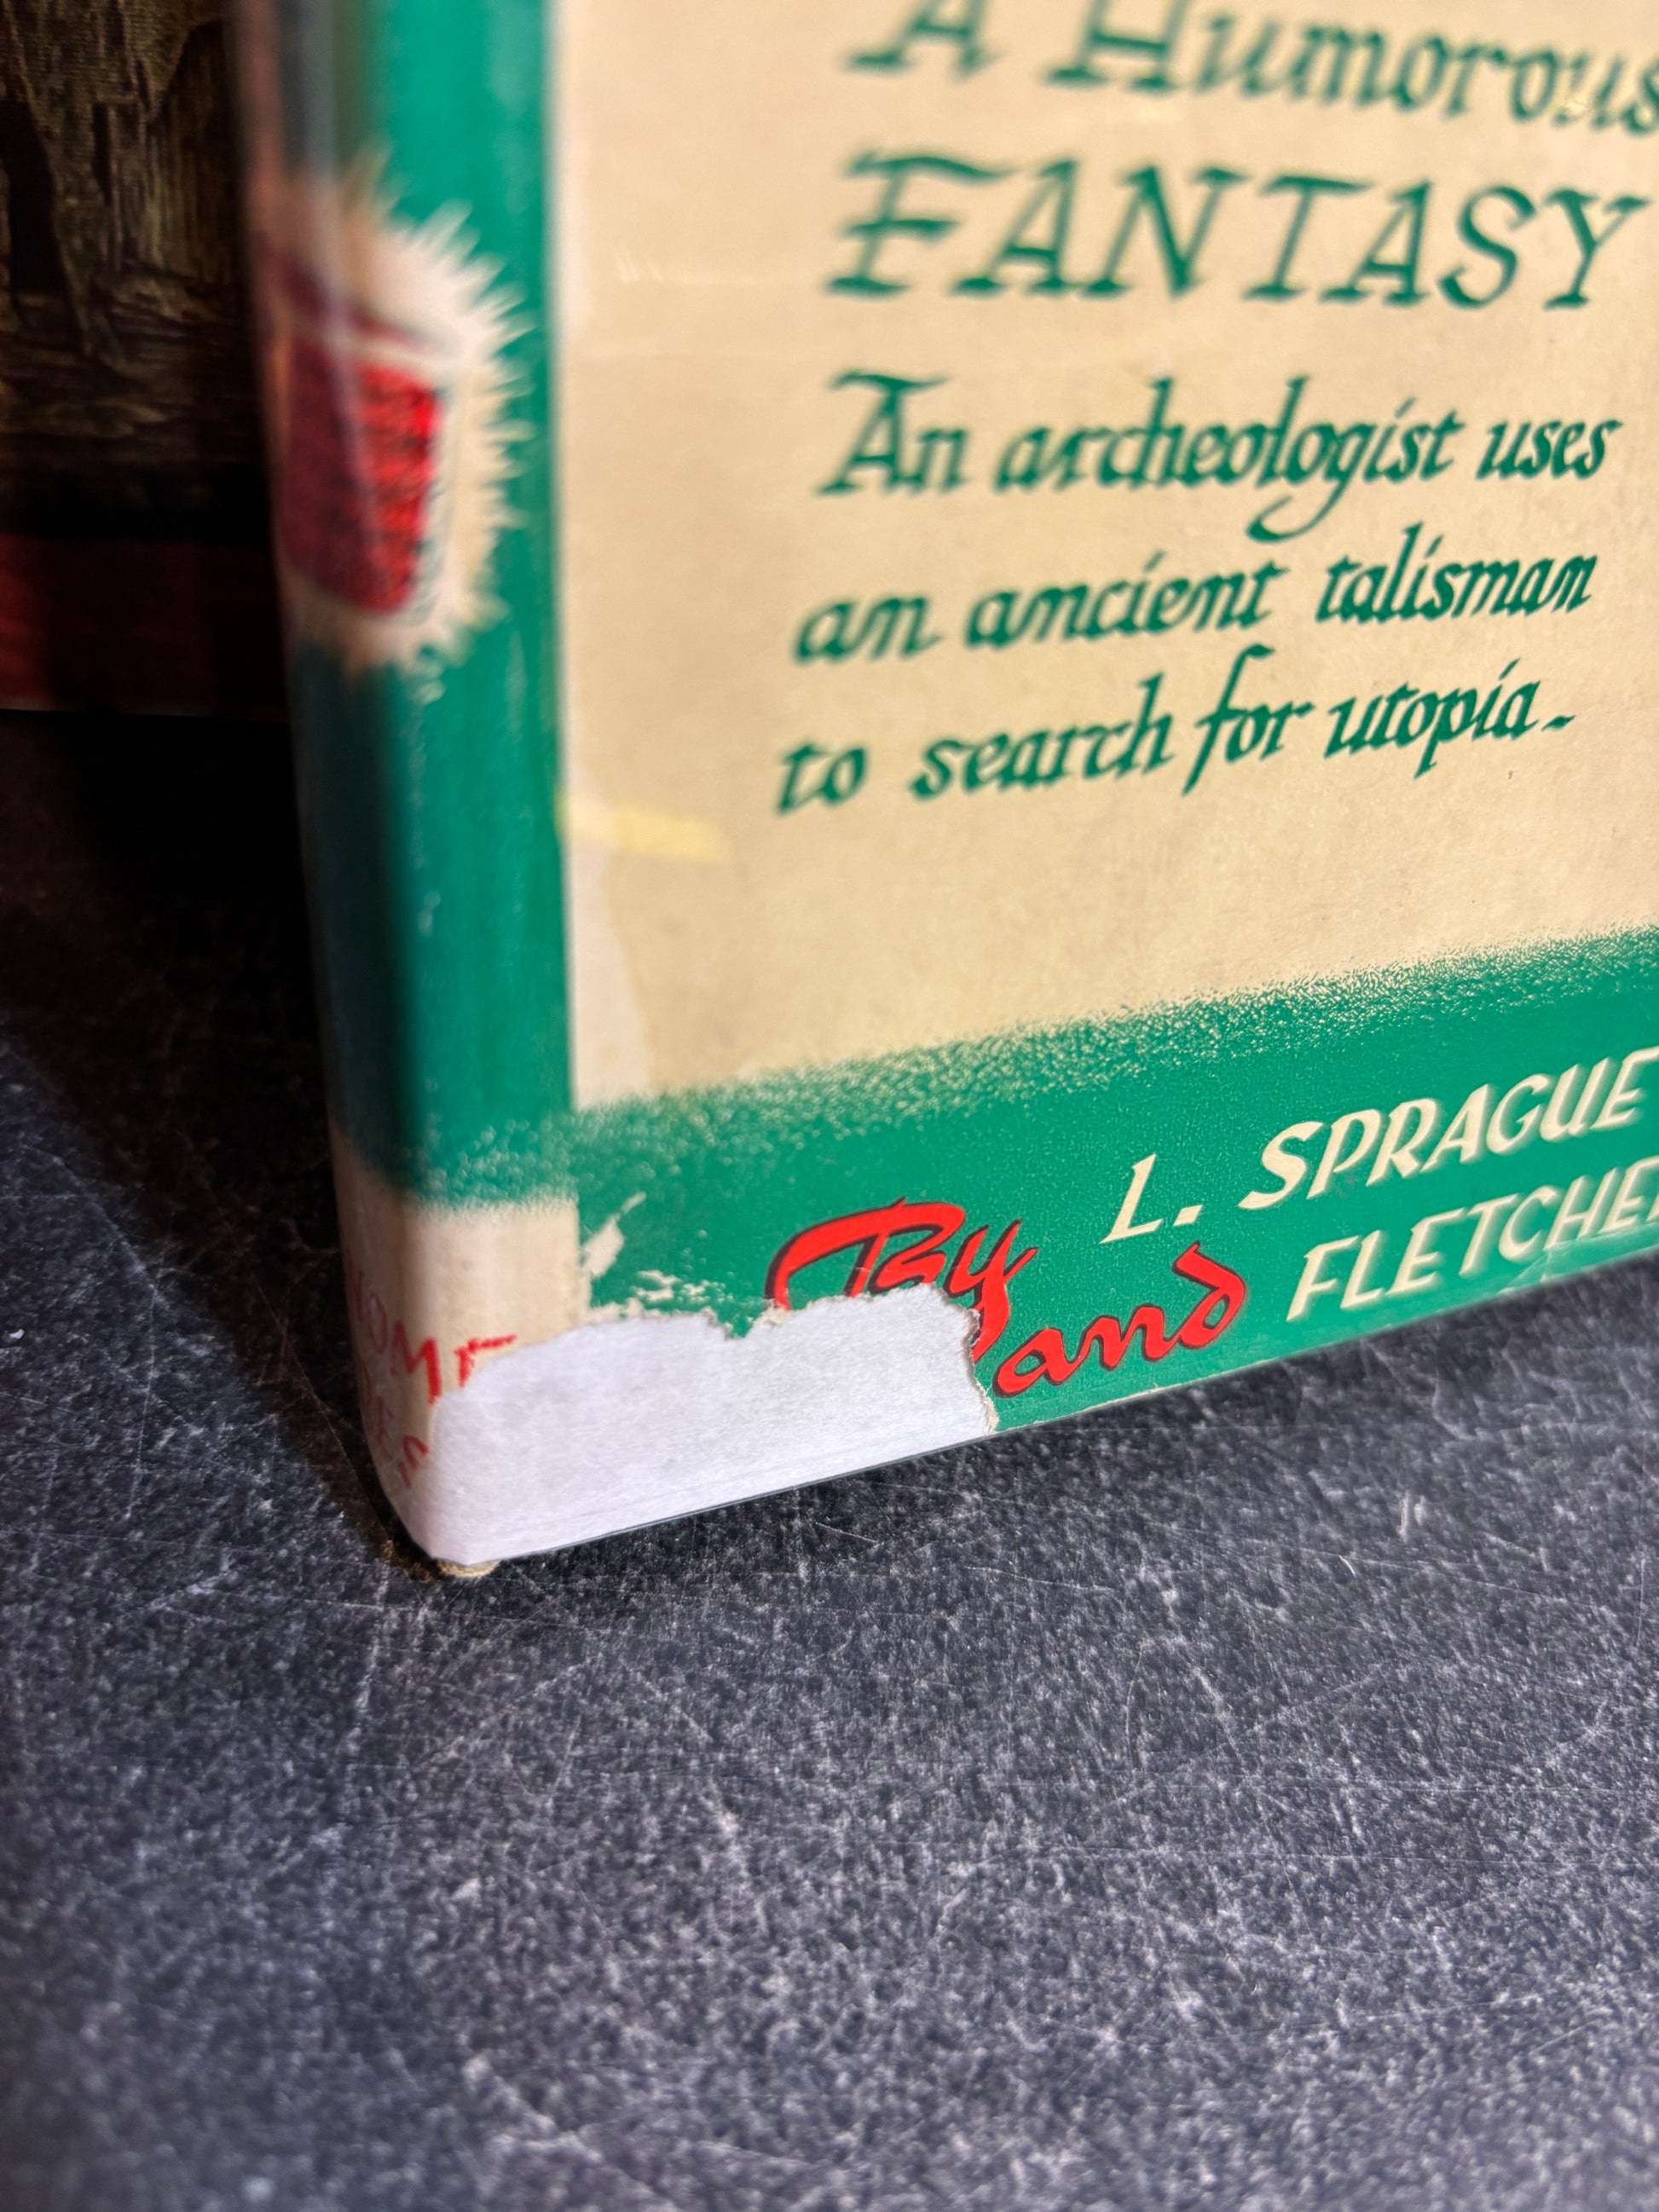 A Humorous
FANTASY
An archeologist uses
an ancient talisman
to search for utopia-
By L. SPRAGUE
and FLETCHER